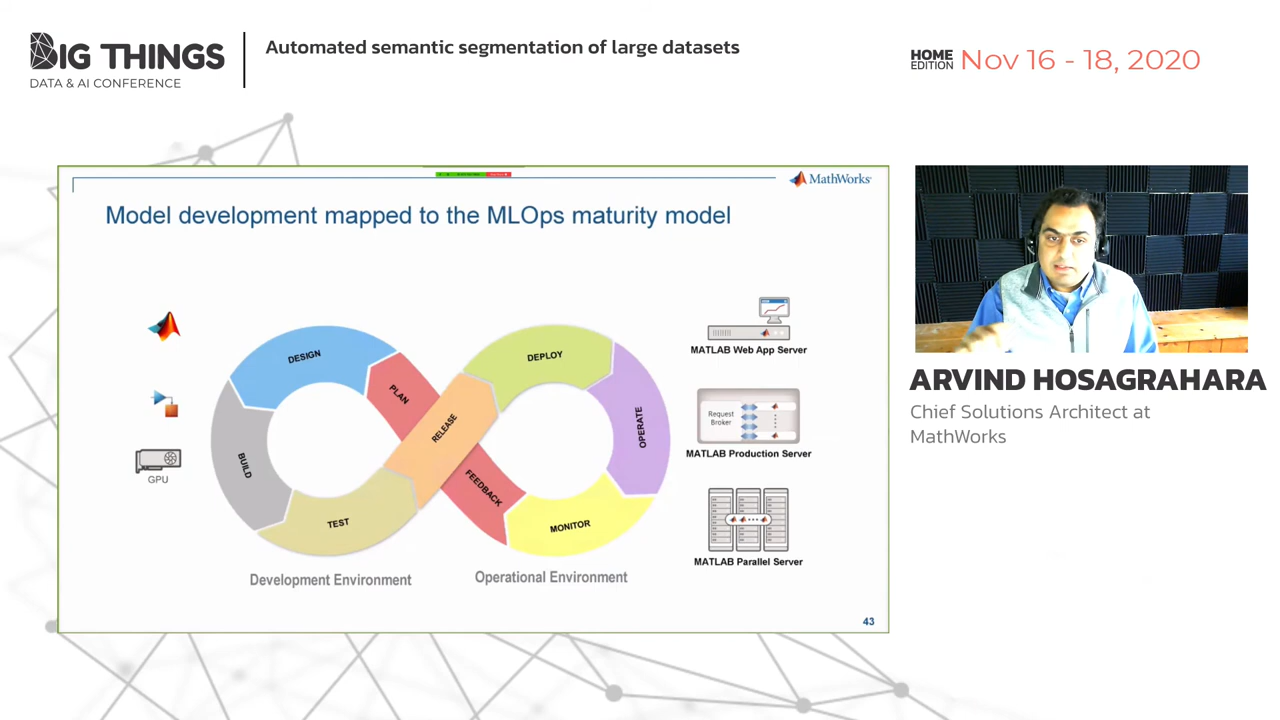 BIG THINGS
DATA & AI CONFERENCE
Automated semantic segmentation of large datasets
HOME
EDITION
Nov 16 - 18, 2020
MathWorks
Model development mapped to the MLOps maturity model
DESIGN
PLAN
BUILD
TEST
RELEASE
DEPLOY
OPERATE
FEEDBACK
MONITOR
GPU
Development Environment
Operational Environment
MATLAB Web App Server
Request
Broker
MATLAB Production Server
MATLAB Parallel Server
43
ARVIND HOSAGRAHARA
Chief Solutions Architect at
MathWorks